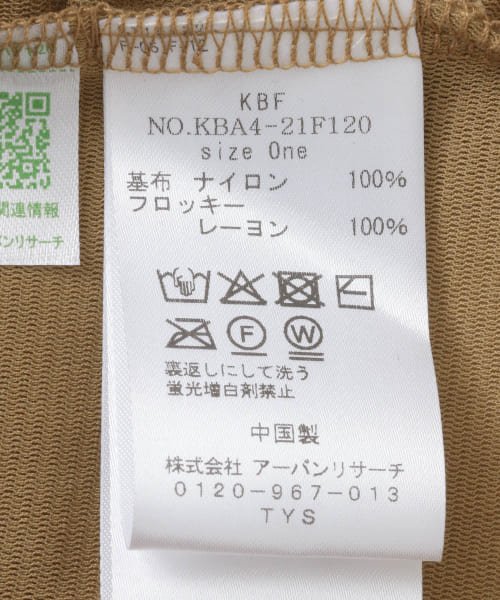 KBF
NO.KBA4-21F120
size One
基布 ナイロン 100%
フロッキー
レーヨン 100%
F
W
裏返しにして洗う
蛍光増白剤禁止
中国製
株式会社 アーバンリサーチ
0120-967-013
TYS
関連情報
バンリサーチ